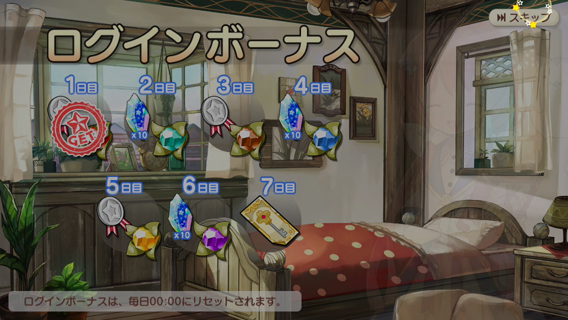 スキップ
ログインボーナス
1日目 2日目 3日目 4日目
GET
x10 x10
5日目 6日目 7日目
x10
ログインボーナスは、毎日00:00にリセットされます。